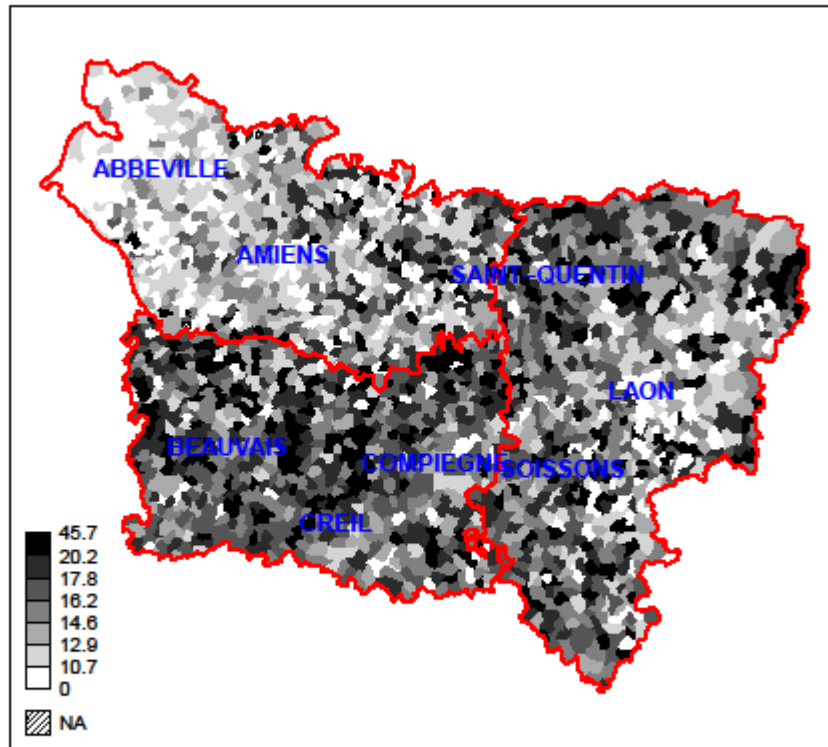 ABBEVILLE
AMIENS
SAINT-QUENTIN
LAON
BEAUVAIS
COMPIEGNE
SOISSONS
CREIL
45.7
20.2
17.8
16.2
14.6
12.9
10.7
0
NA